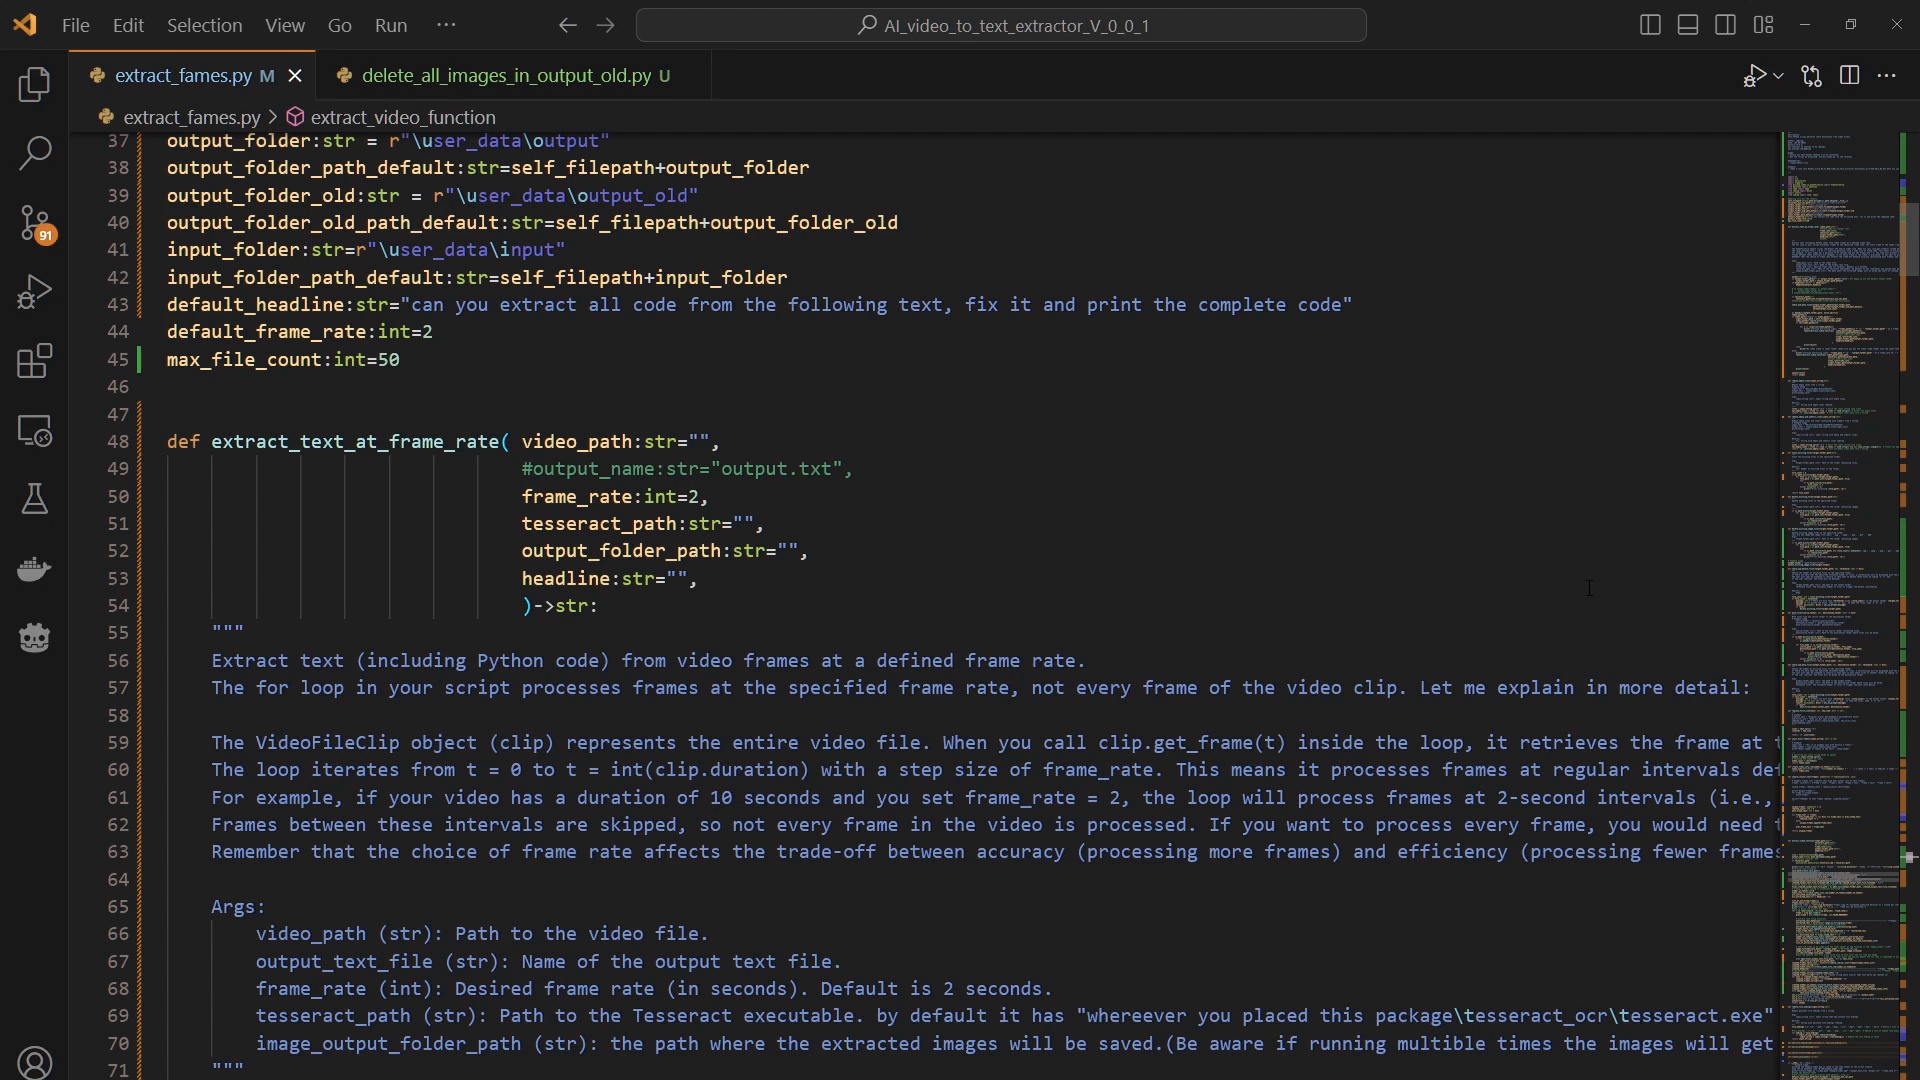 File Edit Selection View Go Run ···
AI_video_to_text_extractor_V_0_0_1
extract_fames.py M
delete_all_images_in_output_old.py U
extract_fames.py > extract_video_function
91
37 output_folder:str = r"\user_data\output"
38 output_folder_path_default:str=self_filepath+output_folder
39 output_folder_old:str = r"\user_data\output_old"
40 output_folder_old_path_default:str=self_filepath+output_folder_old
41 input_folder:str=r"\user_data\input"
42 input_folder_path_default:str=self_filepath+input_folder
43 default_headline:str="can you extract all code from the following text, fix it and print the complete code"
44 default_frame_rate:int=2
45 max_file_count:int=50
46
47
48 def extract_text_at_frame_rate( video_path:str="",
49 #output_name:str="output.txt",
50 frame_rate:int=2,
51 tesseract_path:str="",
52 output_folder_path:str="",
53 headline:str="",
54 )->str:
55 """
56 Extract text (including Python code) from video frames at a defined frame rate.
57 The for loop in your script processes frames at the specified frame rate, not every frame of the video clip. Let me explain in more detail:
58
59 The VideoFileClip object (clip) represents the entire video file. When you call clip.get_frame(t) inside the loop, it retrieves the frame at
60 The loop iterates from t = 0 to t = int(clip.duration) with a step size of frame_rate. This means it processes frames at regular intervals de
61 For example, if your video has a duration of 10 seconds and you set frame_rate = 2, the loop will process frames at 2-second intervals (i.e.,
62 Frames between these intervals are skipped, so not every frame in the video is processed. If you want to process every frame, you would need
63 Remember that the choice of frame rate affects the trade-off between accuracy (processing more frames) and efficiency (processing fewer frames
64
65 Args:
66 video_path (str): Path to the video file.
67 output_text_file (str): Name of the output text file.
68 frame_rate (int): Desired frame rate (in seconds). Default is 2 seconds.
69 tesseract_path (str): Path to the Tesseract executable. by default it has "whereever you placed this package\tesseract_ocr\tesseract.exe"
70 image_output_folder_path (str): the path where the extracted images will be saved.(Be aware if running multible times the images will get
71 """